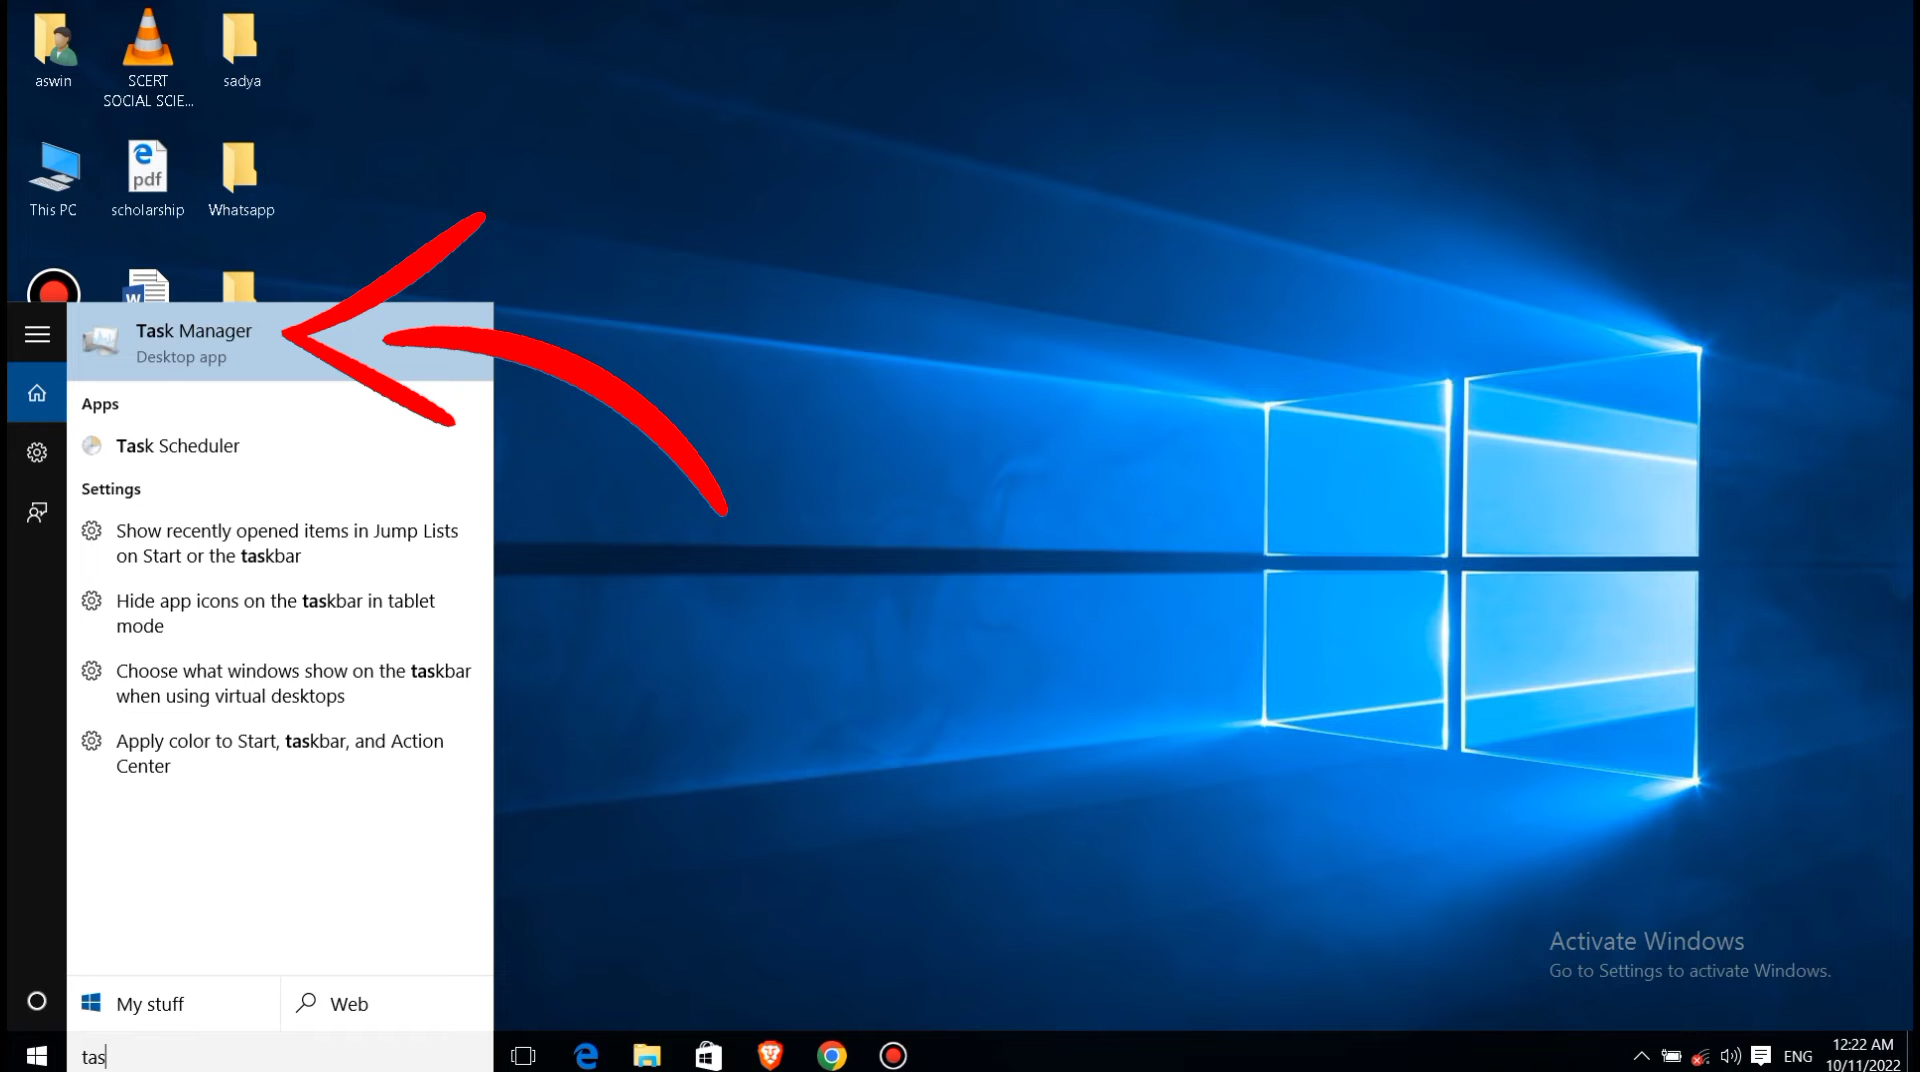 aswin
SCERT
SOCIAL SCIE...
sadya
This PC
pdf
scholarship
Whatsapp
W
Task Manager
Desktop app
Apps
Task Scheduler
Settings
Show recently opened items in Jump Lists
on Start or the taskbar
Hide app icons on the taskbar in tablet
mode
Choose what windows show on the taskbar
when using virtual desktops
Apply color to Start, taskbar, and Action
Center
My stuff
Web
tas
Activate Windows
Go to Settings to activate Windows.
ENG
12:22 AM
10/11/2022